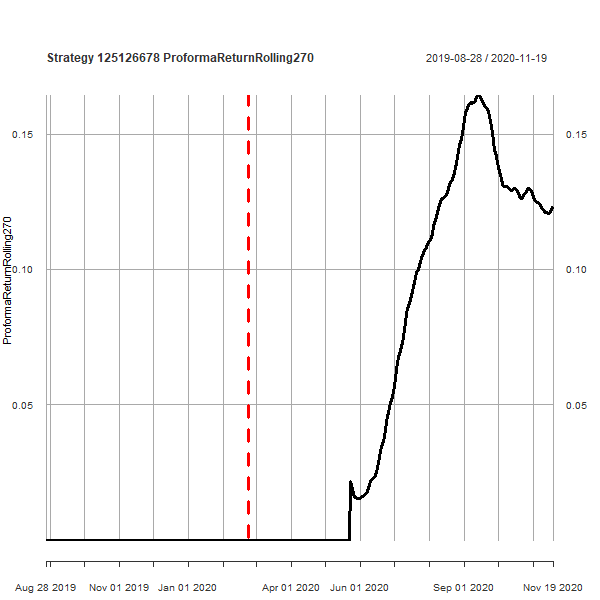 Strategy 125126678 ProformaReturnRolling270
2019-08-28 / 2020-11-19
ProformaReturnRolling270
0.15
0.15
0.10
0.10
0.05
0.05
Aug 28 2019
Nov 01 2019
Jan 01 2020
Apr 01 2020
Jun 01 2020
Sep 01 2020
Nov 19 2020